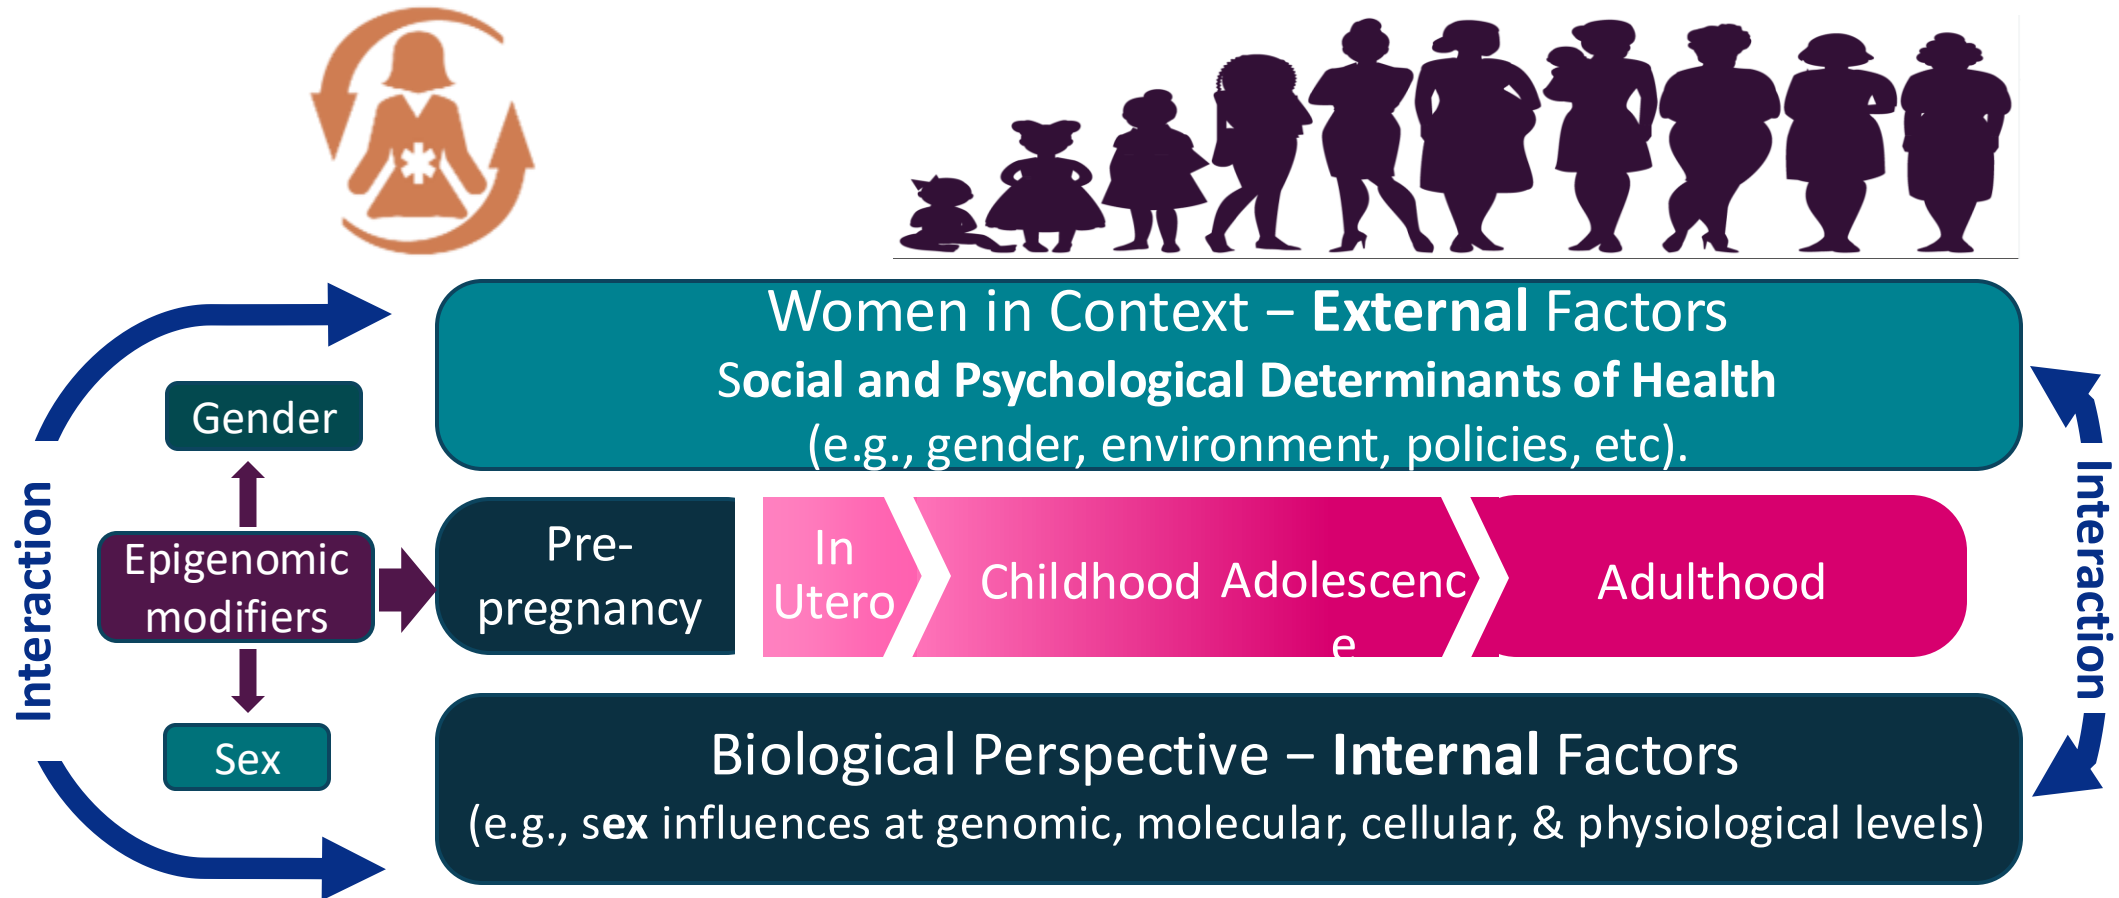 Women in Context – External Factors
Social and Psychological Determinants of Health
(e.g., gender, environment, policies, etc).
Gender
Interaction
Interaction
Epigenomic
modifiers
Pre-
pregnancy
In
Utero
Childhood
Adolescenc
e
Adulthood
Sex
Biological Perspective – Internal Factors
(e.g., sex influences at genomic, molecular, cellular, & physiological levels)